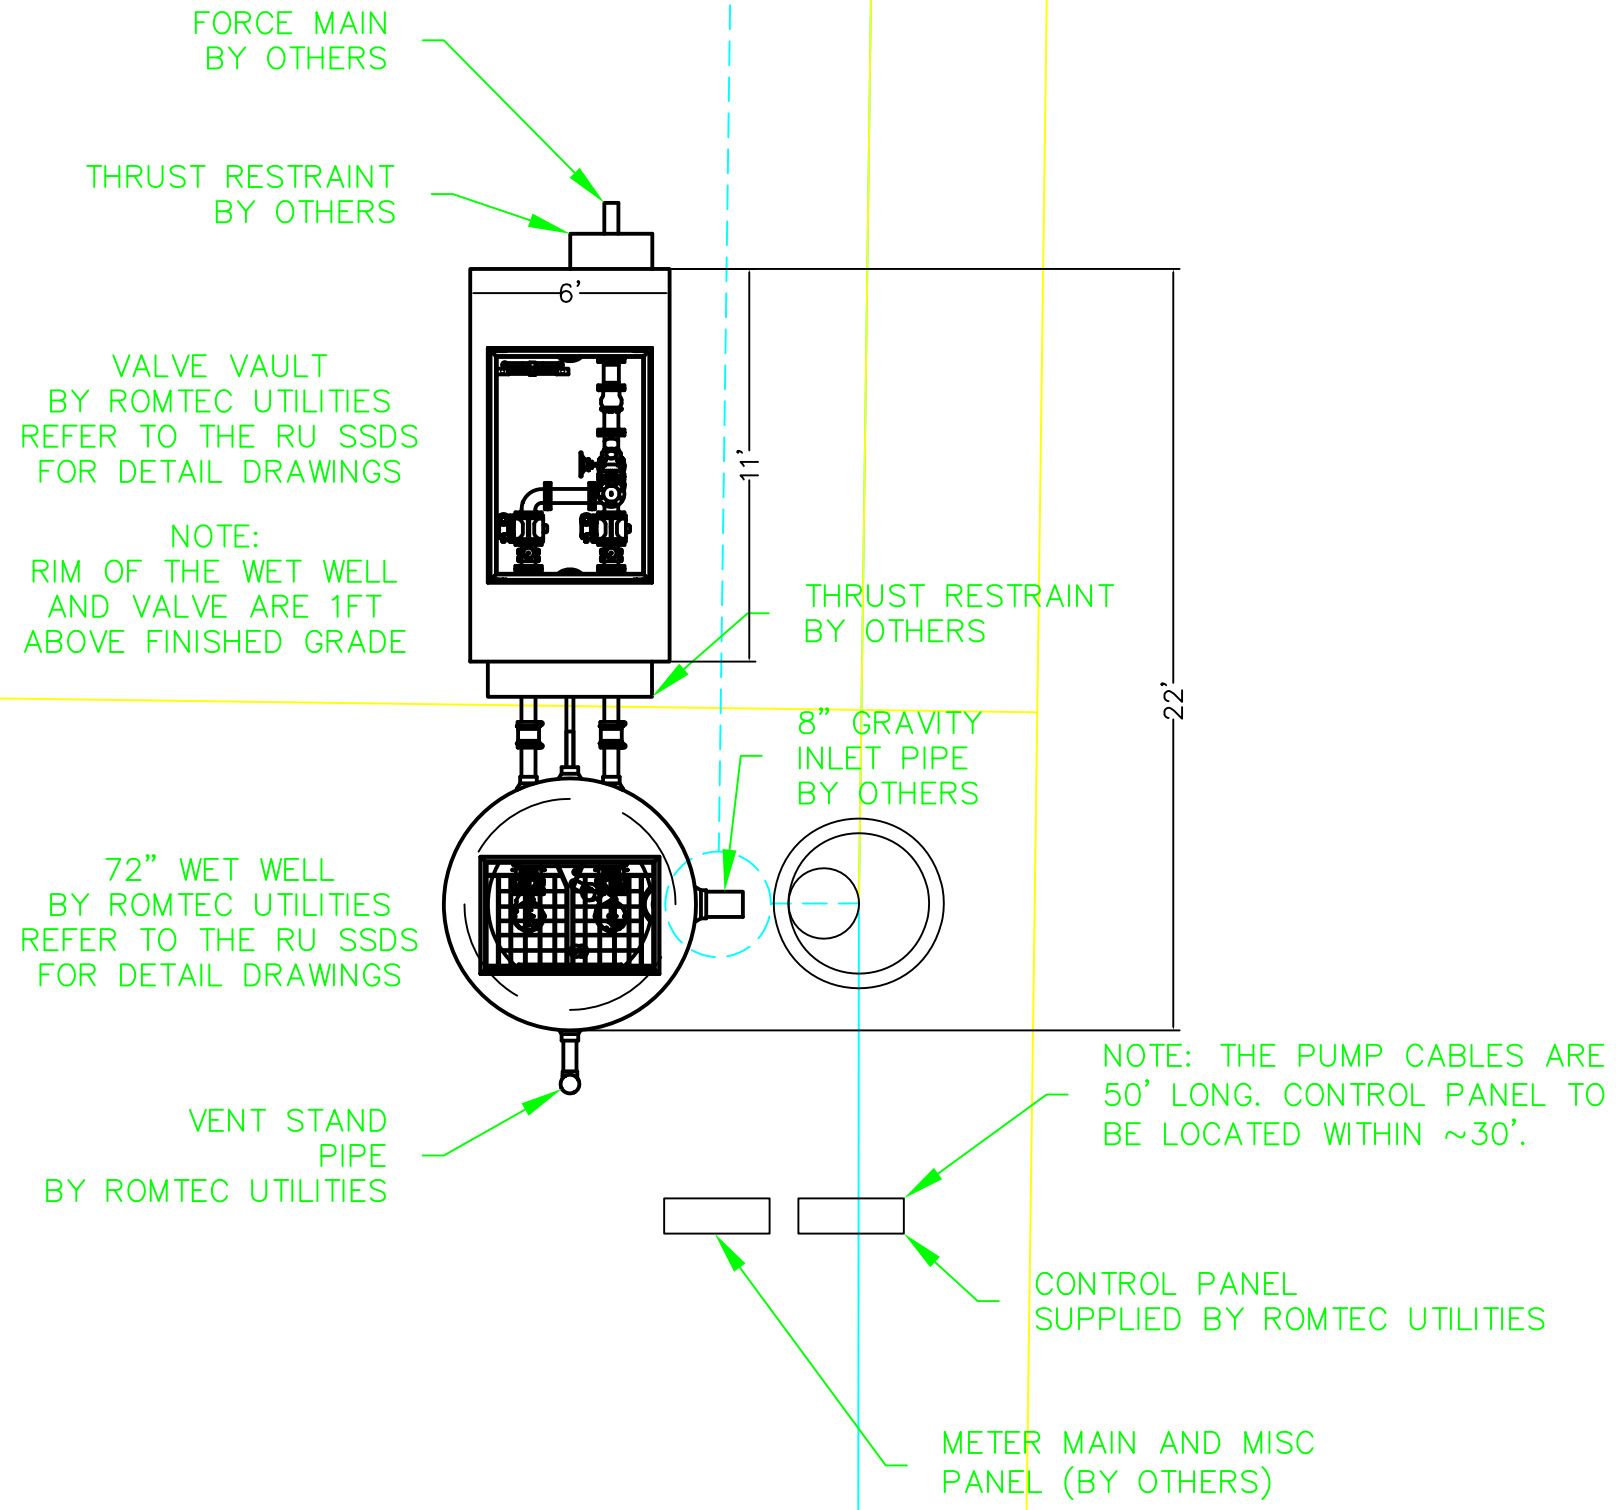 FORCE MAIN
BY OTHERS
THRUST RESTRAINT
BY OTHERS
6'
VALVE VAULT
BY ROMTEC UTILITIES
REFER TO THE RU SSDS
FOR DETAIL DRAWINGS
11'
NOTE:
RIM OF THE WET WELL
AND VALVE ARE 1FT
ABOVE FINISHED GRADE
THRUST RESTRAINT
BY OTHERS
22'
8" GRAVITY
INLET PIPE
BY OTHERS
72" WET WELL
BY ROMTEC UTILITIES
REFER TO THE RU SSDS
FOR DETAIL DRAWINGS
NOTE: THE PUMP CABLES ARE
50' LONG. CONTROL PANEL TO
BE LOCATED WITHIN ~30'.
VENT STAND
PIPE
BY ROMTEC UTILITIES
CONTROL PANEL
SUPPLIED BY ROMTEC UTILITIES
METER MAIN AND MISC
PANEL (BY OTHERS)